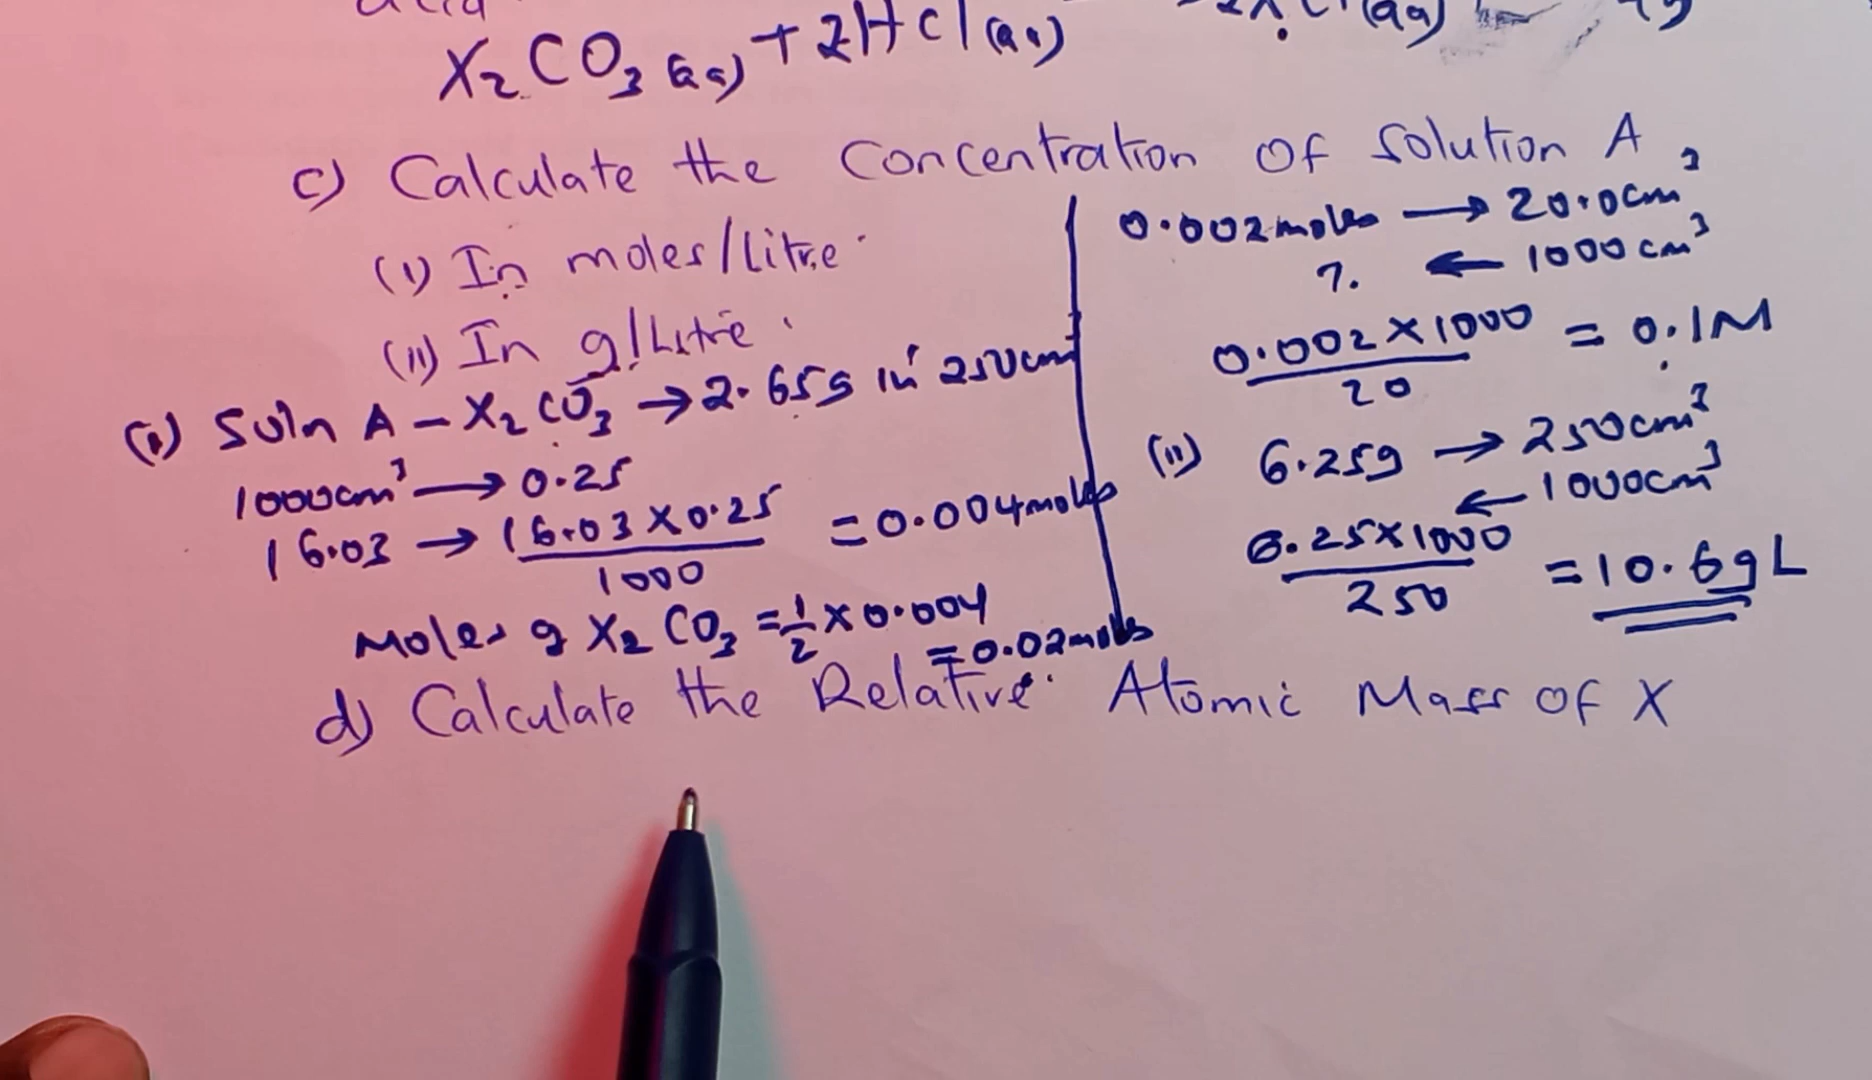 acid
X₂CO₃(aq) + 2HCl(aq)
c) Calculate the Concentration Of Solution A
(i) In moles/litre
(ii) In g/Litre
(i) Soln A – X₂CO₃ → 2.65g in 250cm³
1000cm³ → 0.25
16.03 → 16.03 X 0.25 / 1000 = 0.004moles
Moles of X₂CO₃ = 1/2 X 0.004
= 0.02moles
0.002moles → 20.0cm³
?. ← 1000cm³
0.002 X 1000 / 20 = 0.1M
(ii) 6.25g → 250cm³
← 1000cm³
6.25X1000 / 250 = 10.6gL
d) Calculate the Relative Atomic Mass Of X